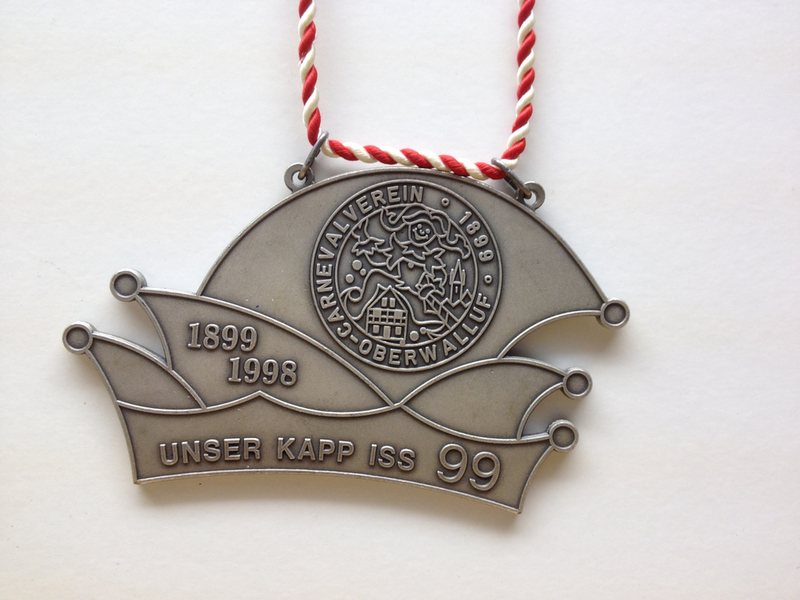 CARNEVALVEREIN • 1899 • -OBERWALLUF
1899
1998
UNSER KAPP ISS 99